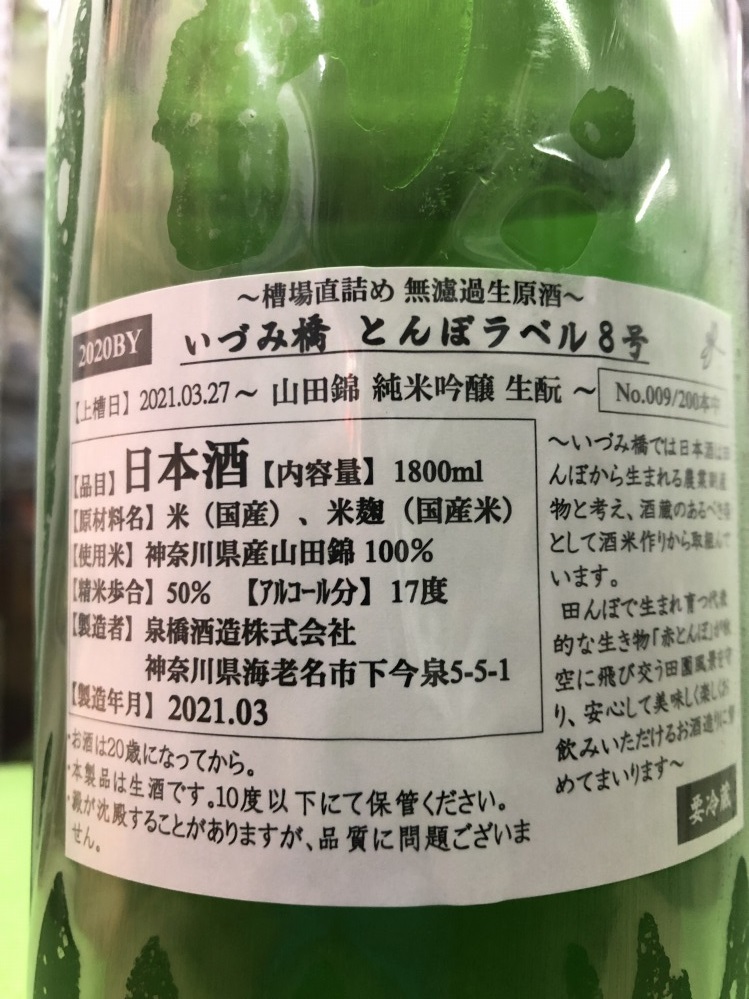 ～槽場直詰め 無濾過生原酒～
2020BY いづみ橋 とんぼラベル8号
【上槽日】2021.03.27～ 山田錦 純米吟醸 生酛 ～ No.009/200本中
【品目】日本酒【内容量】1800ml
【原材料名】米（国産）、米麹（国産米）
【使用米】神奈川県産山田錦 100%
【精米歩合】50% 【アルコール分】17度
【製造者】泉橋酒造株式会社
神奈川県海老名市下今泉5-5-1
【製造年月】2021.03
・お酒は20歳になってから。
・本製品は生酒です。10度以下にて保管ください。
・澱が沈殿することがありますが、品質に問題ございま
せん。
～いづみ橋では日本酒は
んぼから生まれる農業
物と考え、酒蔵のあるべき
として酒米作りから取組んで
います。
田んぼで生まれ育つ代表
的な生き物「赤とんぼ」が
空に飛び交う田園風景を
り、安心して美味しく楽しく
飲みいただけるお酒造りに
めてまいります～
要冷蔵